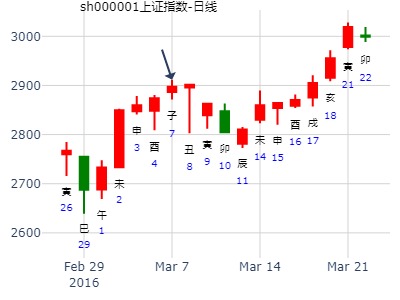 sh000001上证指数-日线
3000
2900
2800
2700
2600
寅
26
巳
29
午
1
未
2
申
3
酉
4
子
7
丑
8
寅
9
卯
10
辰
11
未
14
申
15
酉
16
戌
17
亥
18
寅
21
卯
22
Feb 29
2016
Mar 7
Mar 14
Mar 21